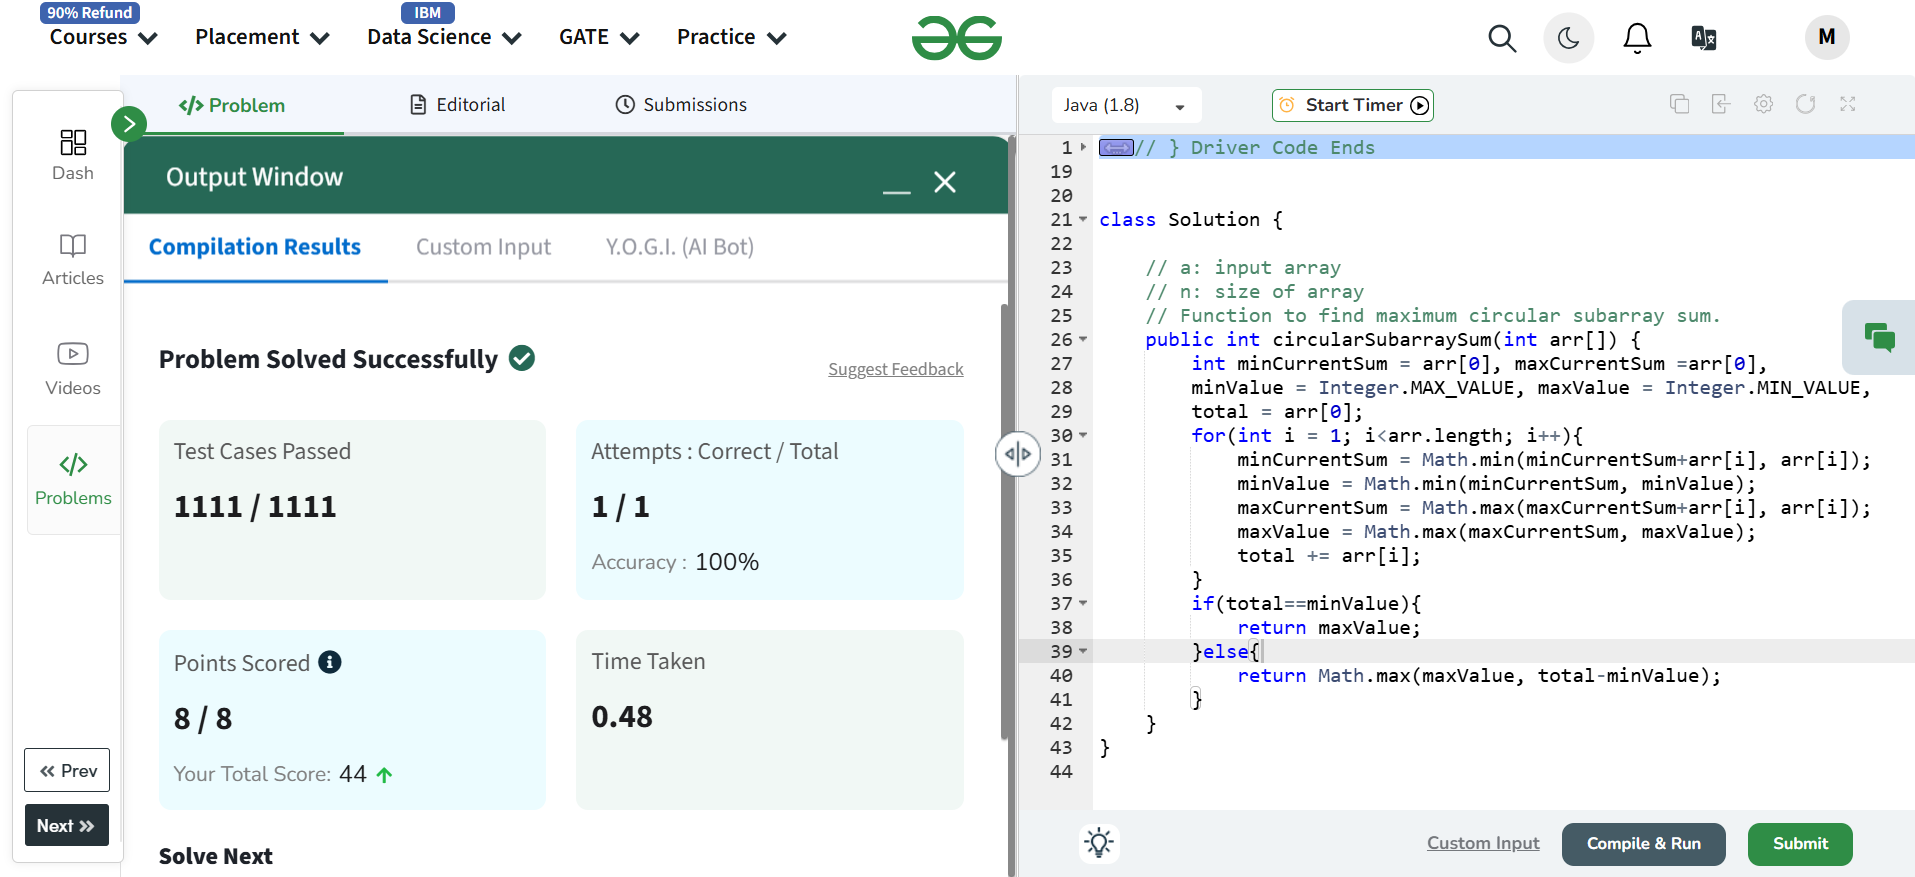 90% Refund
IBM
Courses Placement Data Science GATE Practice
M
Dash
Articles
Videos
Problems
Prev
Next
Problem Editorial Submissions
Output Window
Compilation Results Custom Input Y.O.G.I. (AI Bot)
Problem Solved Successfully
Suggest Feedback
Test Cases Passed
1111 / 1111
Attempts : Correct / Total
1 / 1
Accuracy : 100%
Points Scored
8 / 8
Your Total Score: 44
Time Taken
0.48
Solve Next
Java (1.8) Start Timer
1 // } Driver Code Ends
19
20
21 class Solution {
22
23 // a: input array
24 // n: size of array
25 // Function to find maximum circular subarray sum.
26 public int circularSubarraySum(int arr[]) {
27 int minCurrentSum = arr[0], maxCurrentSum =arr[0],
28 minValue = Integer.MAX_VALUE, maxValue = Integer.MIN_VALUE,
29 total = arr[0];
30 for(int i = 1; i<arr.length; i++){
31 minCurrentSum = Math.min(minCurrentSum+arr[i], arr[i]);
32 minValue = Math.min(minCurrentSum, minValue);
33 maxCurrentSum = Math.max(maxCurrentSum+arr[i], arr[i]);
34 maxValue = Math.max(maxCurrentSum, maxValue);
35 total += arr[i];
36 }
37 if(total==minValue){
38 return maxValue;
39 }else{
40 return Math.max(maxValue, total-minValue);
41 }
42 }
43 }
44
Custom Input Compile & Run Submit